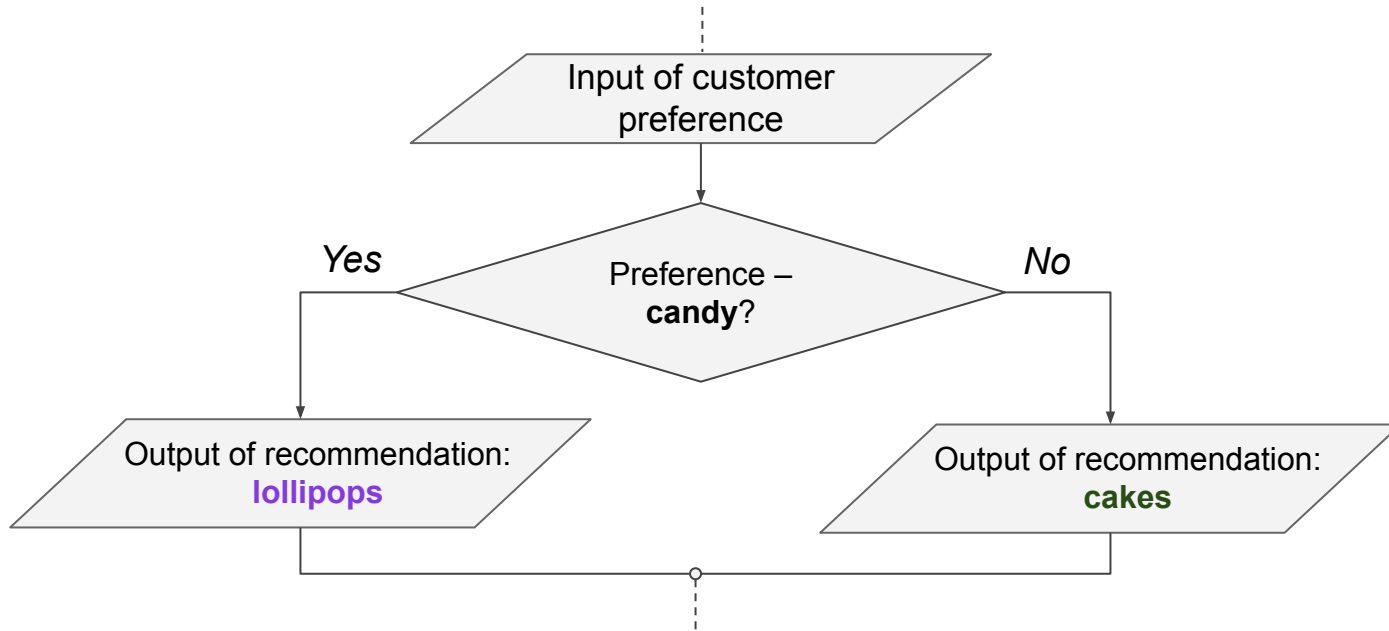 Input of customer
preference
Yes
Preference –
candy?
No
Output of recommendation:
lollipops
Output of recommendation:
cakes